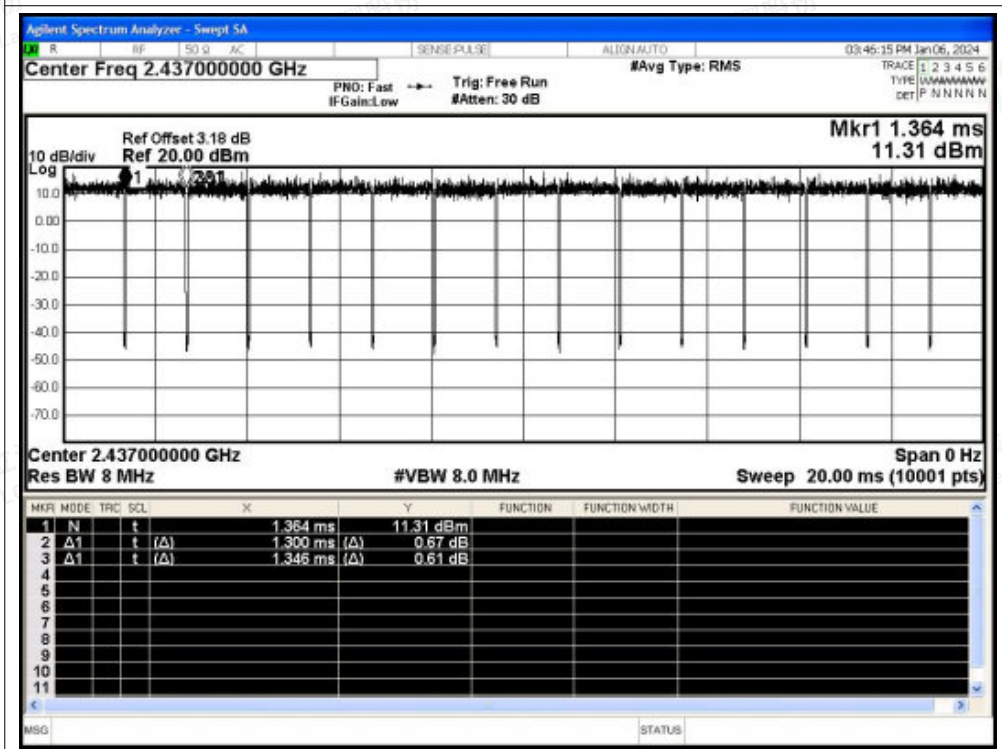 Agilent Spectrum Analyzer - Swept SA
R RF 50 Ω AC SENSE:PULSE ALIGN AUTO 03:46:15 PM Jan 06, 2024
Center Freq 2.437000000 GHz #Avg Type: RMS TRACE 1 2 3 4 5 6
PNO: Fast Trig: Free Run TYPE
IFGain:Low #Atten: 30 dB DET P N N N N N
Mkr1 1.364 ms
Ref Offset 3.18 dB
10 dB/div Ref 20.00 dBm 11.31 dBm
Log
1
10.0
0.00
-10.0
-20.0
-30.0
-40.0
-50.0
-60.0
-70.0
Center 2.437000000 GHz Span 0 Hz
Res BW 8 MHz #VBW 8.0 MHz Sweep 20.00 ms (10001 pts)
MKR MODE TRC SCL X Y FUNCTION FUNCTION WIDTH FUNCTION VALUE
1 N t 1.364 ms 11.31 dBm
2 Δ1 t (Δ) 1.300 ms (Δ) 0.67 dB
3 Δ1 t (Δ) 1.346 ms (Δ) 0.61 dB
4
5
6
7
8
9
10
11
MSG STATUS